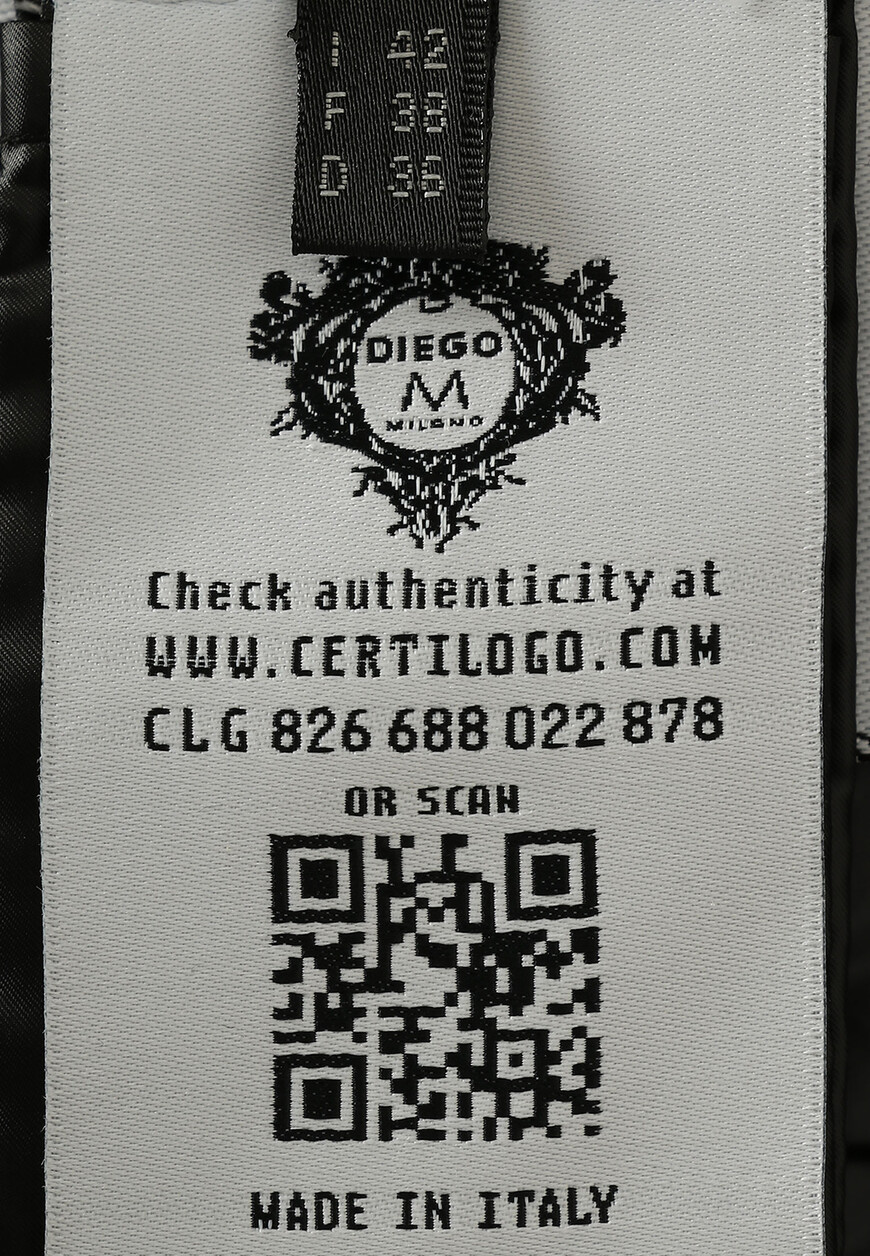 I 42
F 38
D 36
DIEGO
M
MILANO
Check authenticity at
WWW.CERTILOGO.COM
CLG 826 688 022 878
OR SCAN
MADE IN ITALY